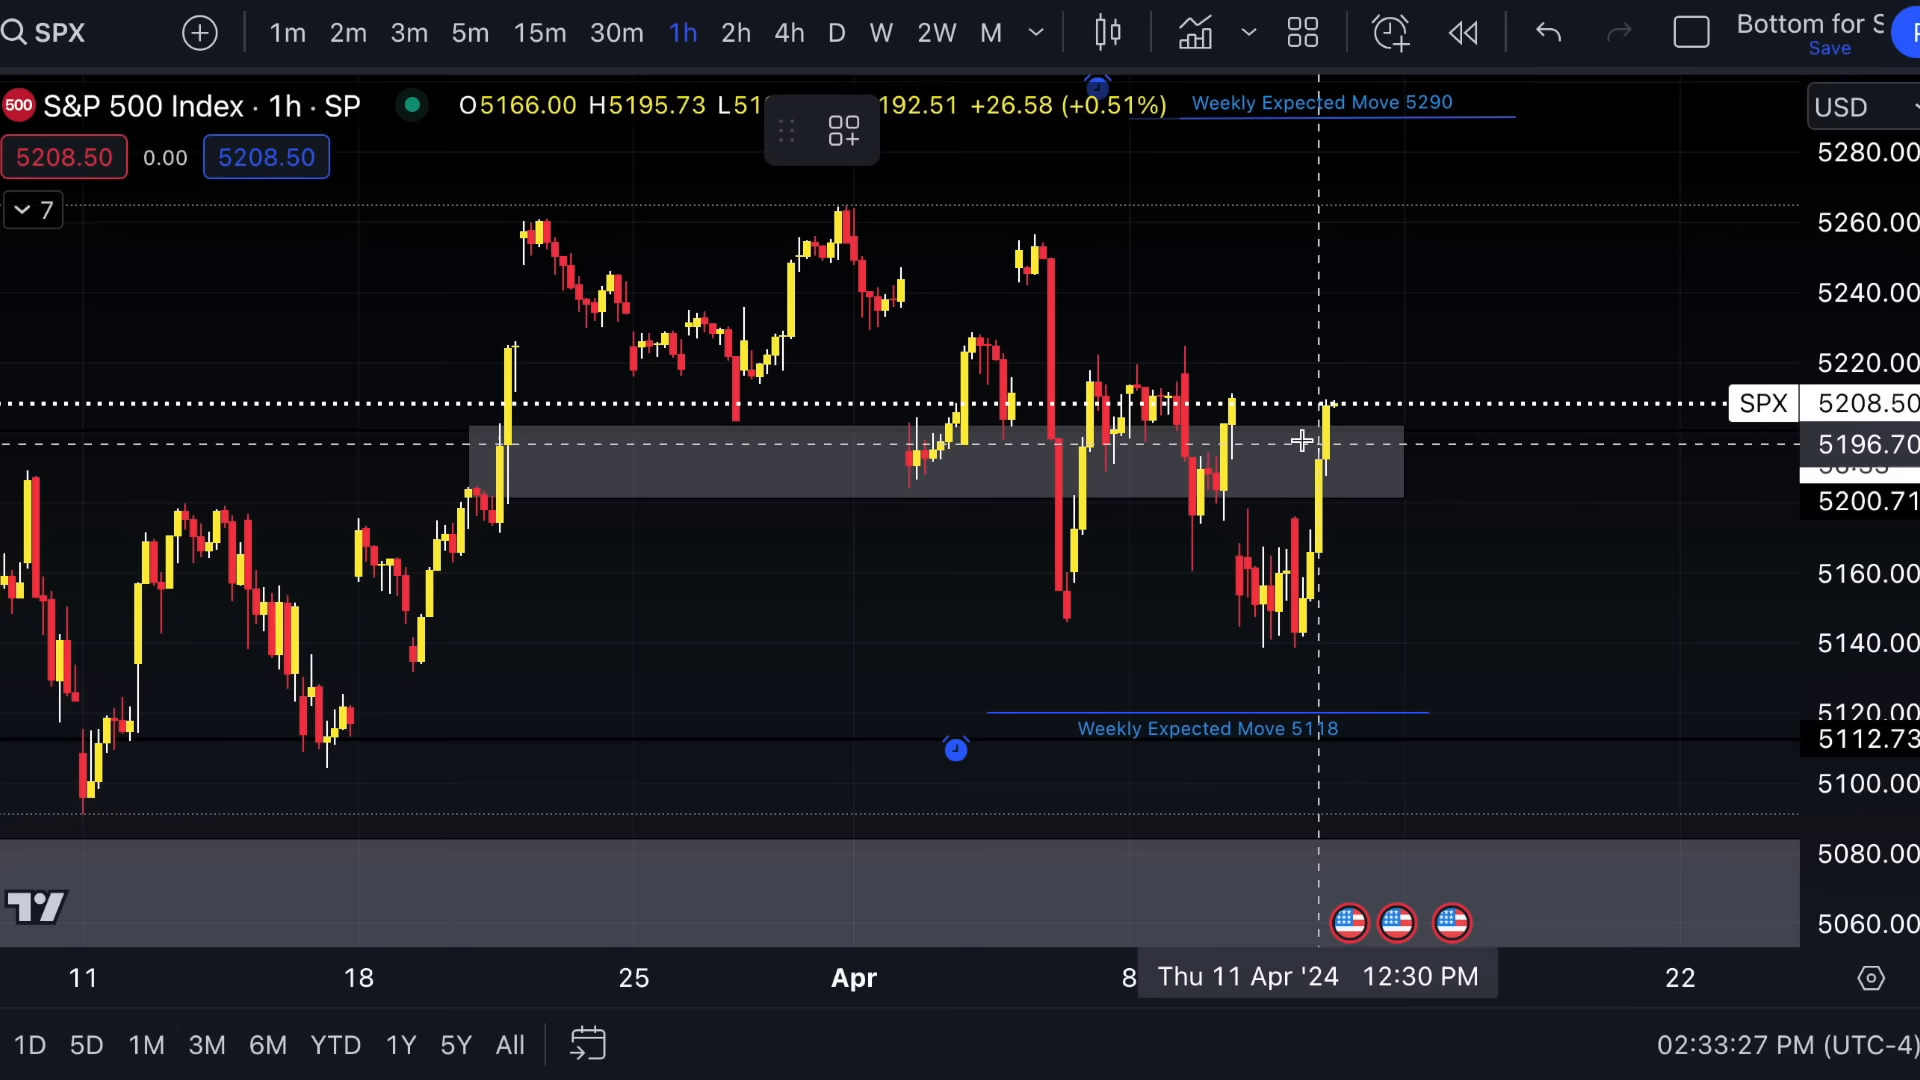 SPX
1m 2m 3m 5m 15m 30m 1h 2h 4h D W 2W M
Bottom for S
Save
500 S&P 500 Index · 1h · SP
O5166.00 H5195.73 L51 192.51 +26.58 (+0.51%)
Weekly Expected Move 5290
USD
5208.50 0.00 5208.50
7
5280.00
5260.00
5240.00
5220.00
SPX 5208.50
5196.70
5200.71
5160.00
5140.00
5120.00
Weekly Expected Move 5118
5112.73
5100.00
5080.00
5060.00
11 18 25 Apr 8 Thu 11 Apr '24 12:30 PM 22
1D 5D 1M 3M 6M YTD 1Y 5Y All
02:33:27 PM (UTC-4)